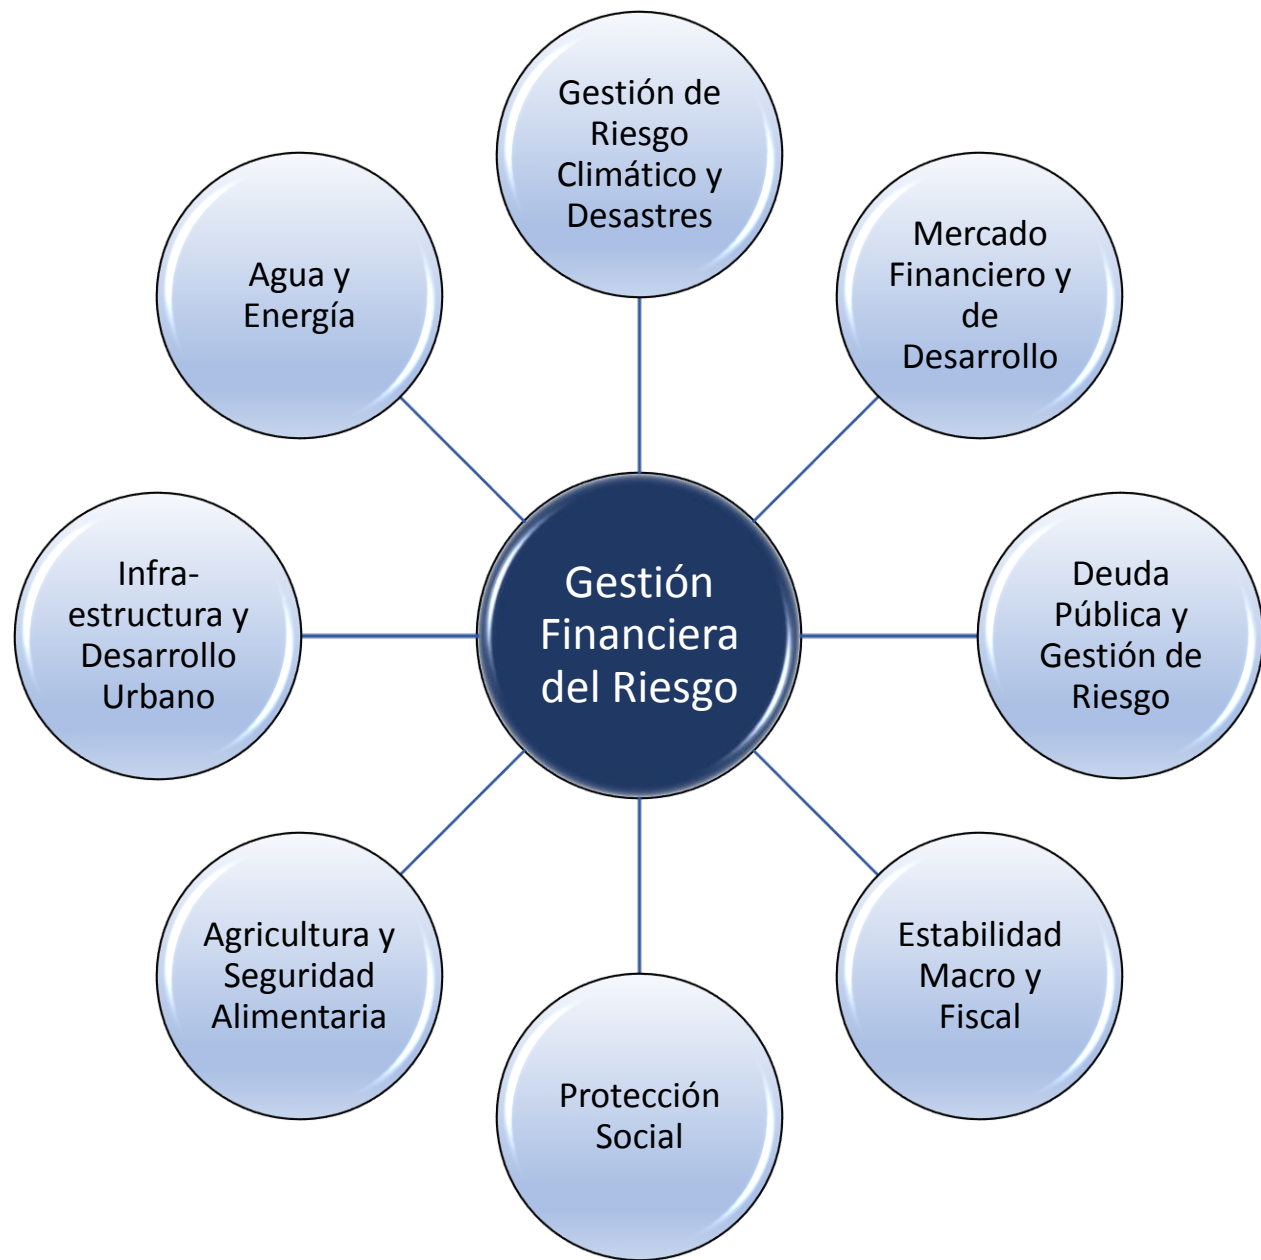 Gestión de
Riesgo
Climático y
Desastres
Mercado
Financiero y
de
Desarrollo
Deuda
Pública y
Gestión de
Riesgo
Estabilidad
Macro y
Fiscal
Protección
Social
Agricultura y
Seguridad
Alimentaria
Infra-
estructura y
Desarrollo
Urbano
Agua y
Energía
Gestión
Financiera
del Riesgo